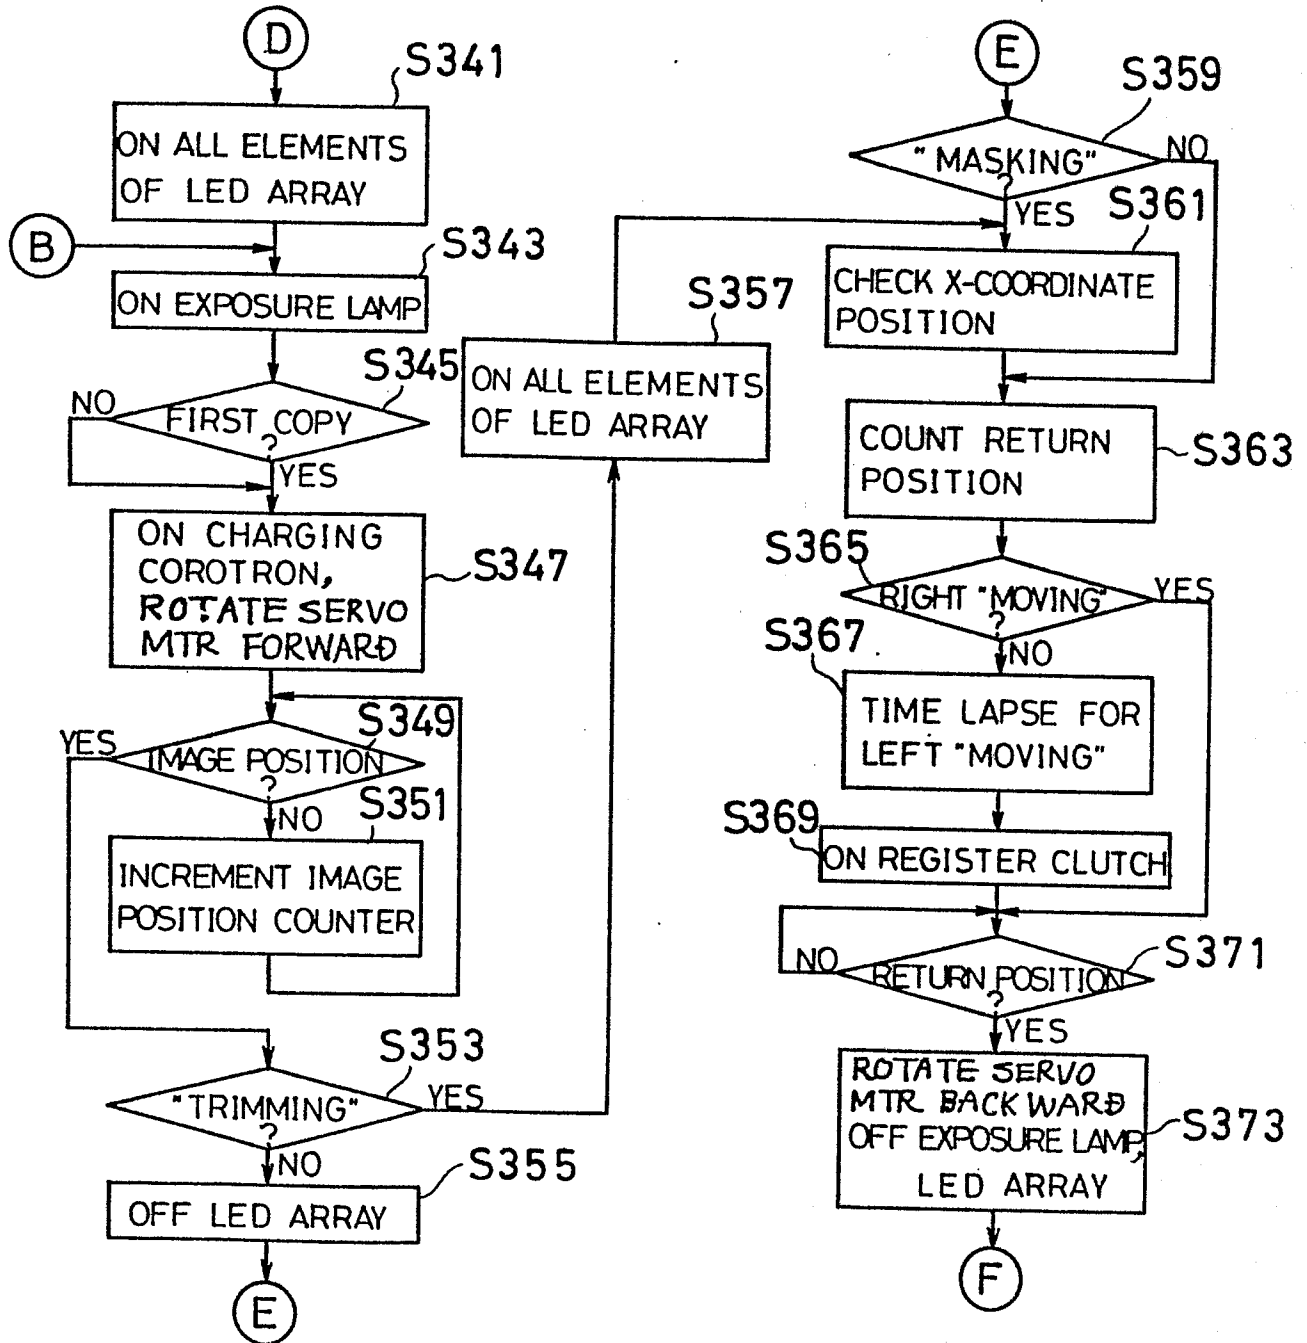 D
S341
ON ALL ELEMENTS
OF LED ARRAY
B
S343
ON EXPOSURE LAMP
S345
NO
FIRST COPY
?
YES
ON CHARGING
COROTRON,
ROTATE SERVO
MTR FORWARD
S347
S349
YES
IMAGE POSITION
?
NO
S351
INCREMENT IMAGE
POSITION COUNTER
S353
"TRIMMING"
?
YES
NO
S355
OFF LED ARRAY
E
S357
ON ALL ELEMENTS
OF LED ARRAY
E
S359
"MASKING"
?
NO
YES
S361
CHECK X-COORDINATE
POSITION
COUNT RETURN
POSITION
S363
S365
RIGHT "MOVING"
?
YES
NO
S367
TIME LAPSE FOR
LEFT "MOVING"
S369
ON REGISTER CLUTCH
S371
NO
RETURN POSITION
?
YES
ROTATE SERVO
MTR BACKWARD
OFF EXPOSURE LAMP,
LED ARRAY
S373
F